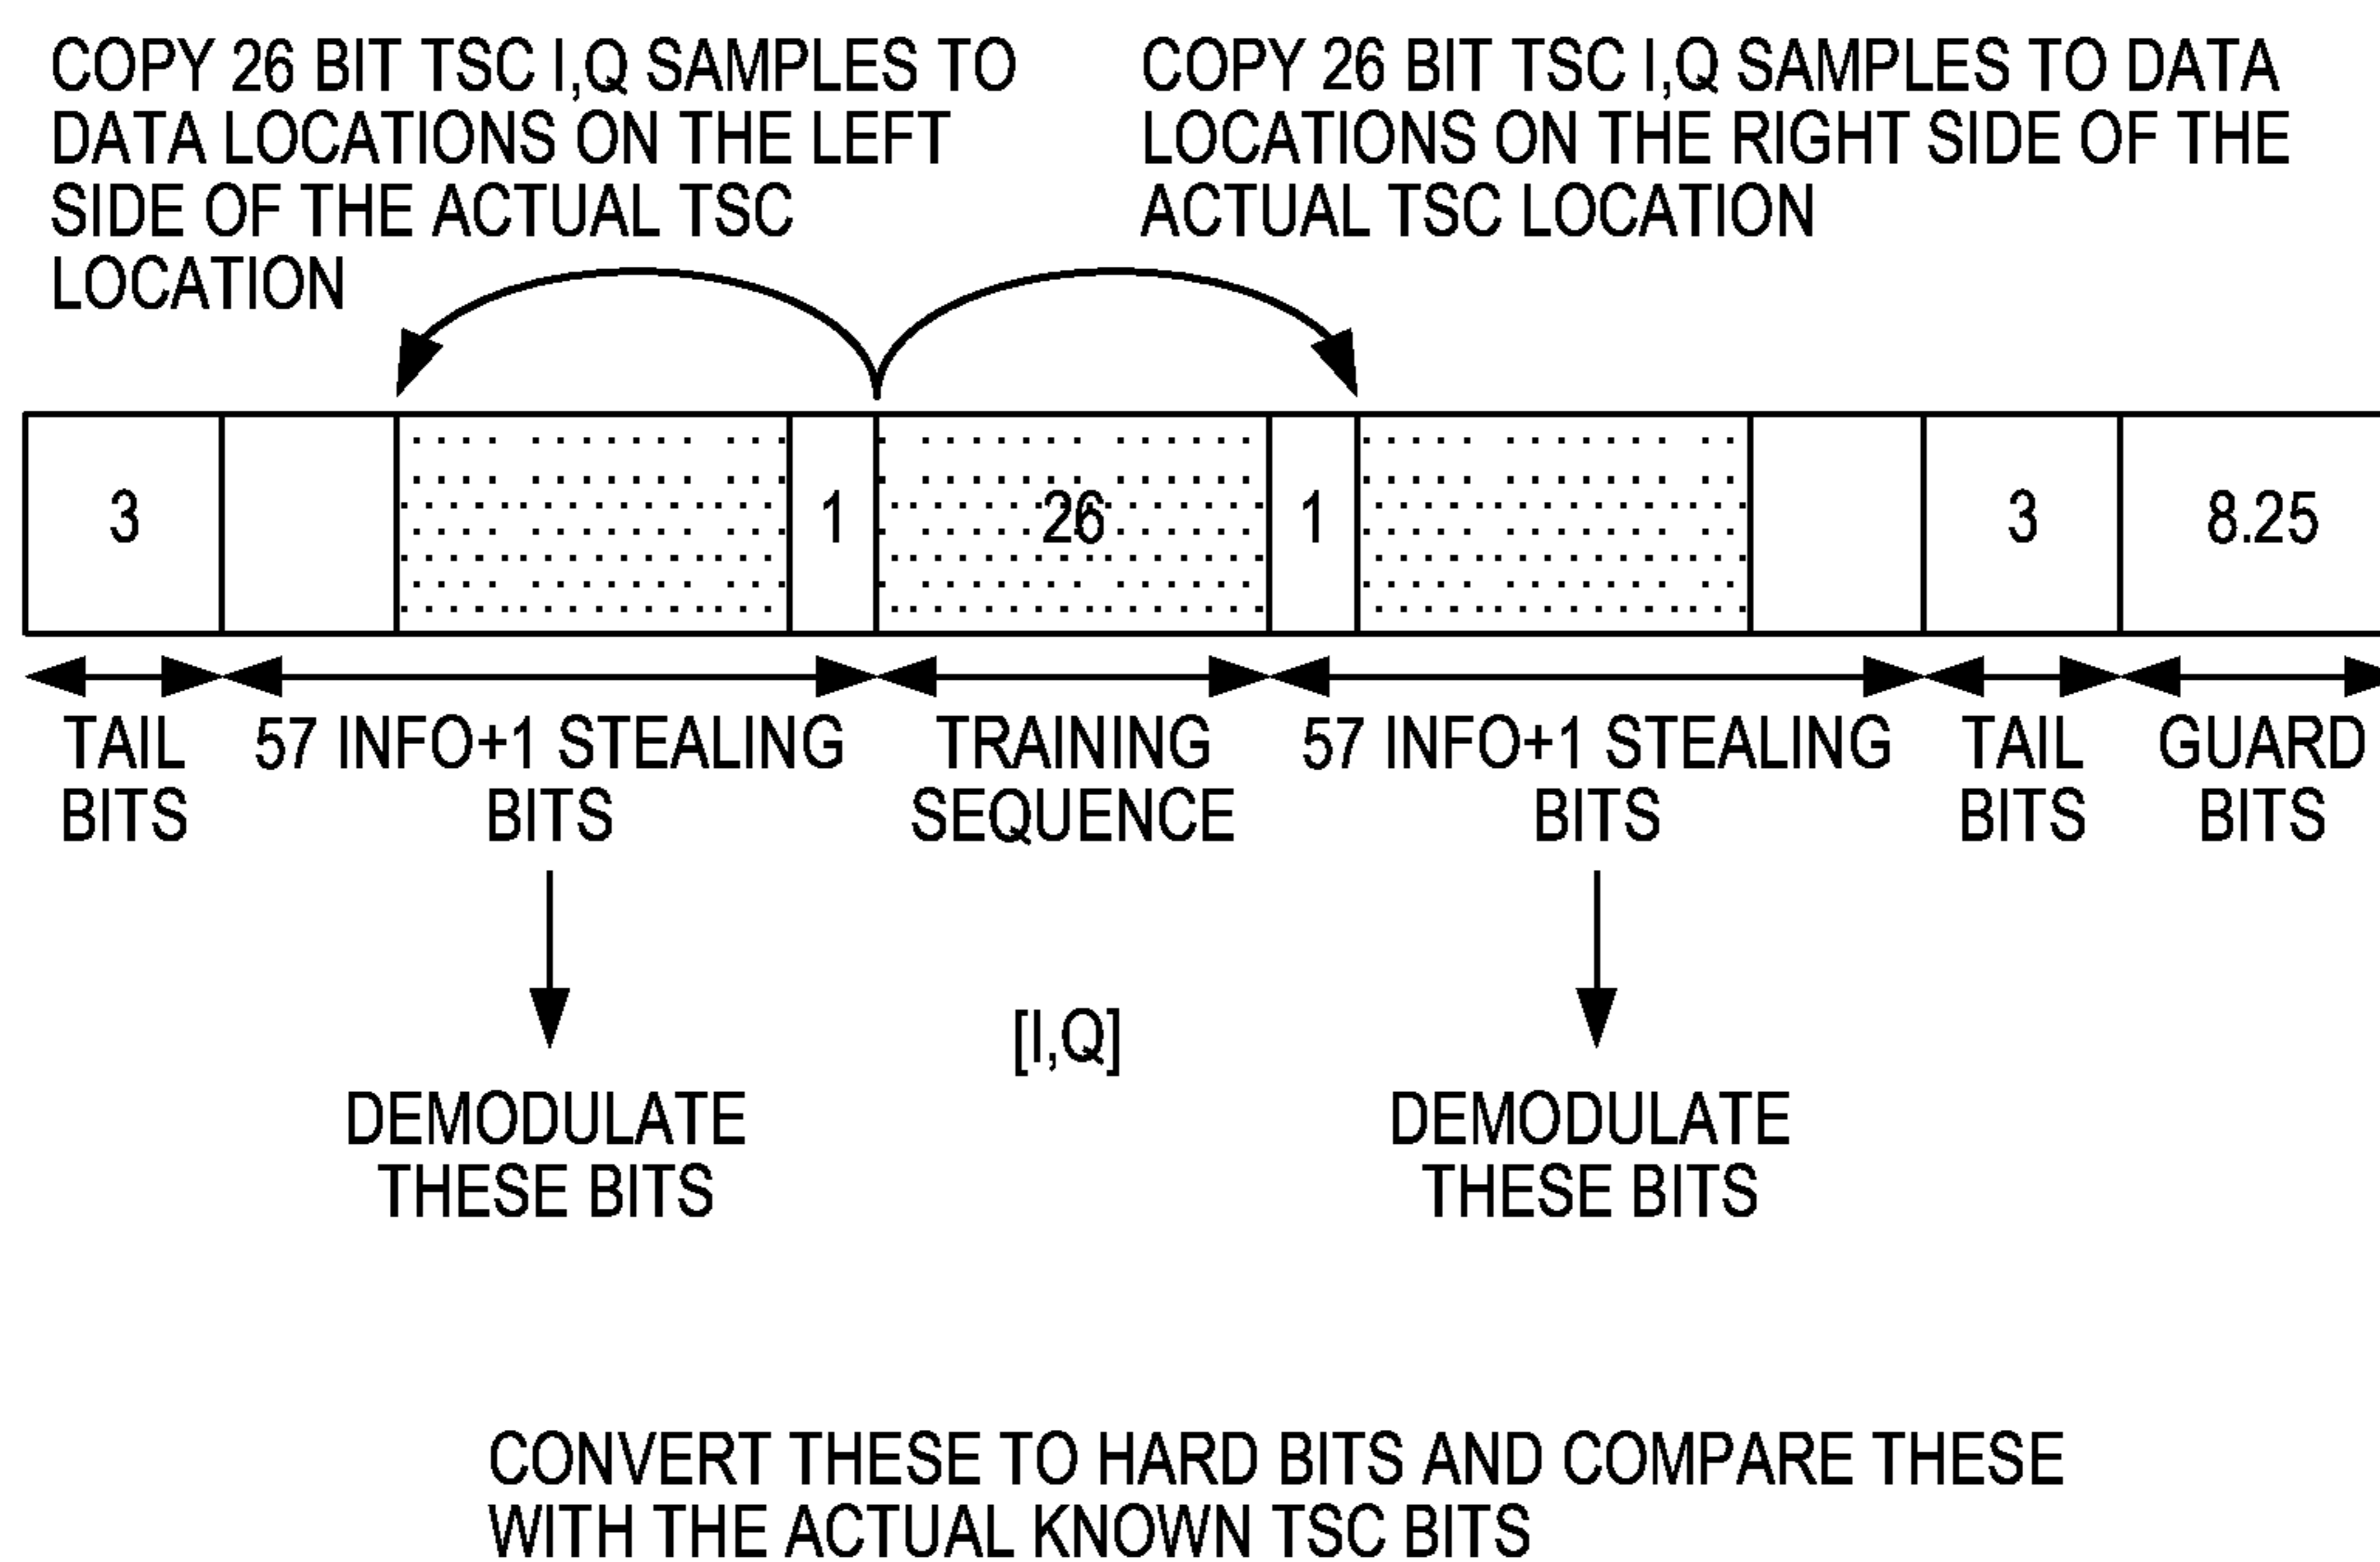 COPY 26 BIT TSC I,Q SAMPLES TO
DATA LOCATIONS ON THE LEFT
SIDE OF THE ACTUAL TSC
LOCATION
COPY 26 BIT TSC I,Q SAMPLES TO DATA
LOCATIONS ON THE RIGHT SIDE OF THE
ACTUAL TSC LOCATION
3 1 26 1 3 8.25
TAIL
BITS
57 INFO+1 STEALING
BITS
TRAINING
SEQUENCE
57 INFO+1 STEALING
BITS
TAIL
BITS
GUARD
BITS
[I,Q]
DEMODULATE
THESE BITS
DEMODULATE
THESE BITS
CONVERT THESE TO HARD BITS AND COMPARE THESE
WITH THE ACTUAL KNOWN TSC BITS